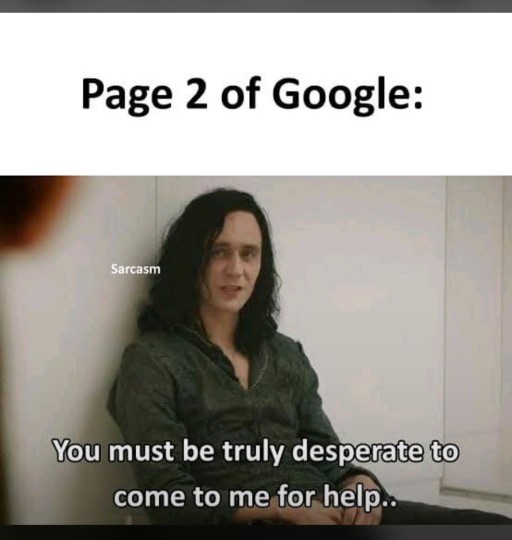 Page 2 of Google:
Sarcasm
You must be truly desperate to
come to me for help..